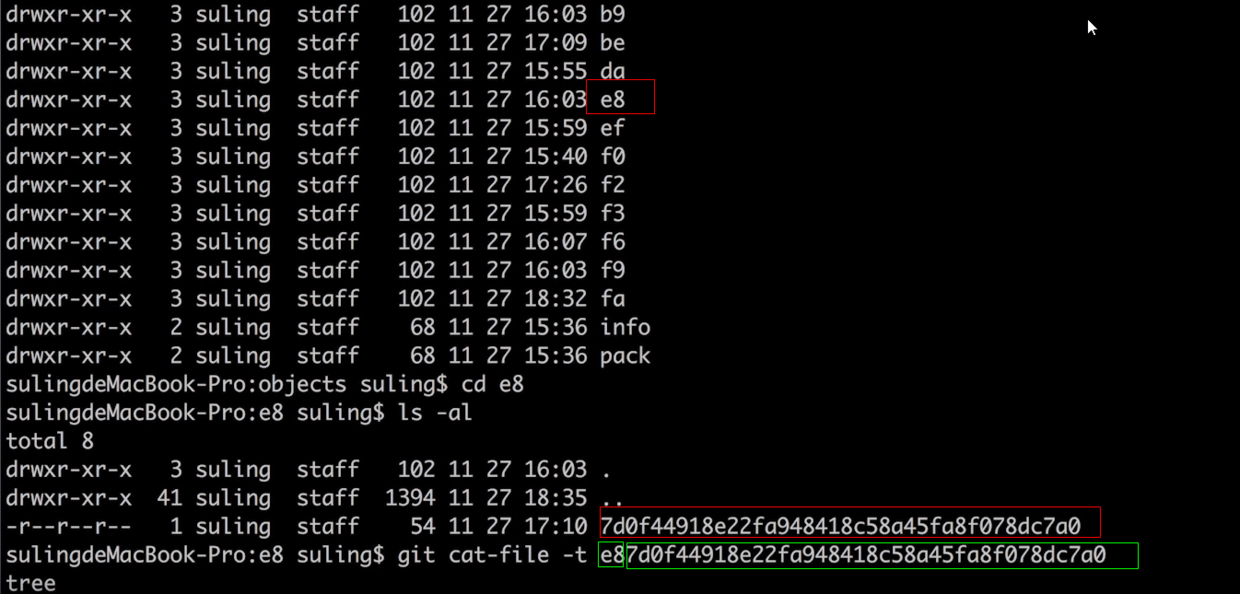 drwxr-xr-x   3 suling  staff   102 11 27 16:03 b9
drwxr-xr-x   3 suling  staff   102 11 27 17:09 be
drwxr-xr-x   3 suling  staff   102 11 27 15:55 da
drwxr-xr-x   3 suling  staff   102 11 27 16:03 e8
drwxr-xr-x   3 suling  staff   102 11 27 15:59 ef
drwxr-xr-x   3 suling  staff   102 11 27 15:40 f0
drwxr-xr-x   3 suling  staff   102 11 27 17:26 f2
drwxr-xr-x   3 suling  staff   102 11 27 15:59 f3
drwxr-xr-x   3 suling  staff   102 11 27 16:07 f6
drwxr-xr-x   3 suling  staff   102 11 27 16:03 f9
drwxr-xr-x   3 suling  staff   102 11 27 18:32 fa
drwxr-xr-x   2 suling  staff    68 11 27 15:36 info
drwxr-xr-x   2 suling  staff    68 11 27 15:36 pack
sulingdeMacBook-Pro:objects suling$ cd e8
sulingdeMacBook-Pro:e8 suling$ ls -al
total 8
drwxr-xr-x   3 suling  staff   102 11 27 16:03 .
drwxr-xr-x  41 suling  staff  1394 11 27 18:35 ..
-r--r--r--   1 suling  staff    54 11 27 17:10 7d0f44918e22fa948418c58a45fa8f078dc7a0
sulingdeMacBook-Pro:e8 suling$ git cat-file -t e87d0f44918e22fa948418c58a45fa8f078dc7a0
tree